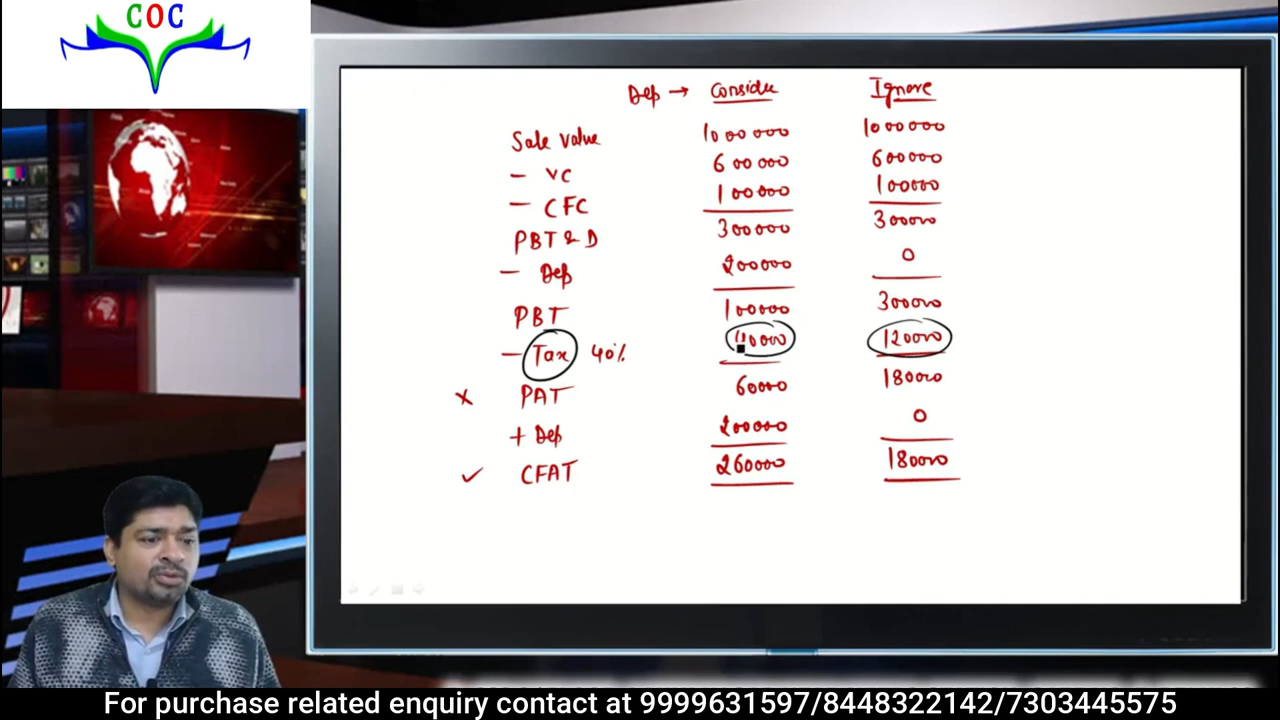 COC
Dep → Consider Ignore
Sale value 1000000 1000000
- VC 600000 600000
- CFC 100000 100000
PBT & D 300000 300000
- Dep 200000 0
PBT 100000 300000
- Tax 40% 40000 120000
x PAT 60000 180000
+ Dep 200000 0
✓ CFAT 260000 180000
For purchase related enquiry contact at 9999631597/8448322142/7303445575